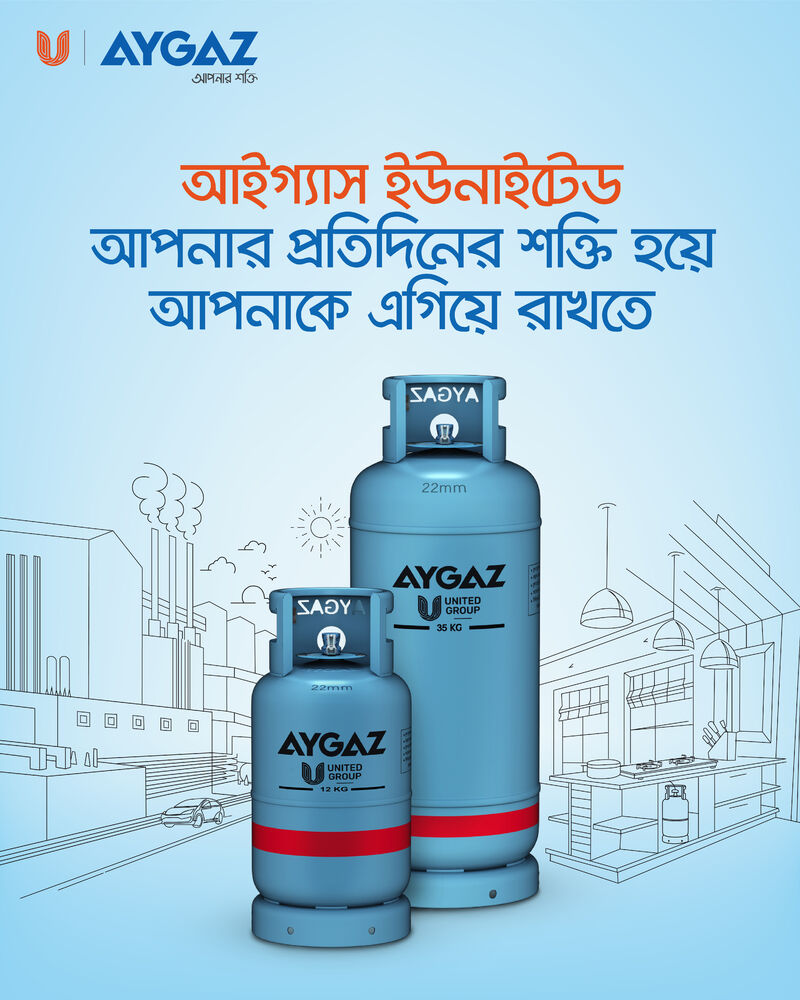 AYGAZ
আপনার শক্তি
আইগ্যাস ইউনাইটেড
আপনার প্রতিদিনের শক্তি হয়ে
আপনাকে এগিয়ে রাখতে
AYGAZ
22mm
AYGAZ
UNITED
GROUP
35 KG
AYGAZ
22mm
AYGAZ
UNITED
GROUP
12 KG